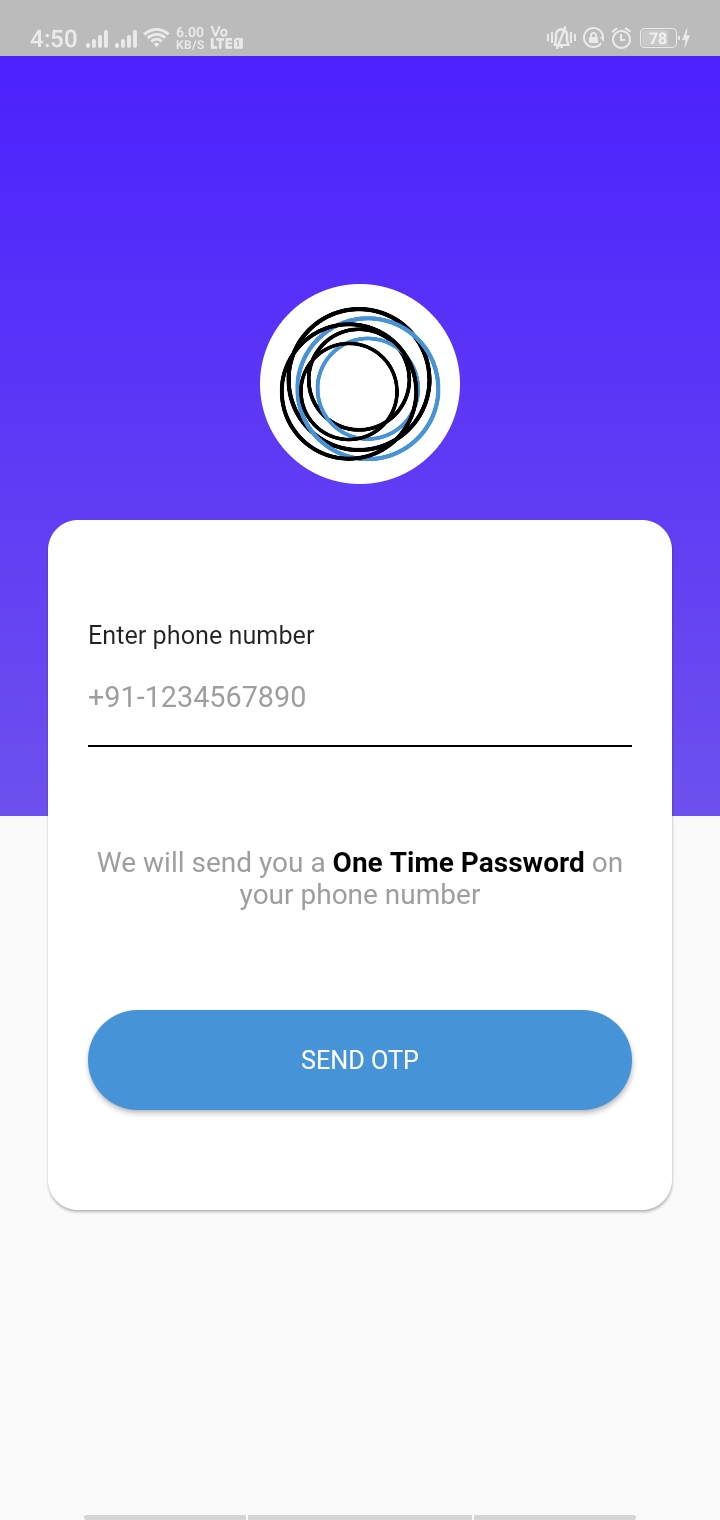 4:50 6.00 KB/S Vo LTE1 78
Enter phone number
+91-1234567890
We will send you a One Time Password on
your phone number
SEND OTP